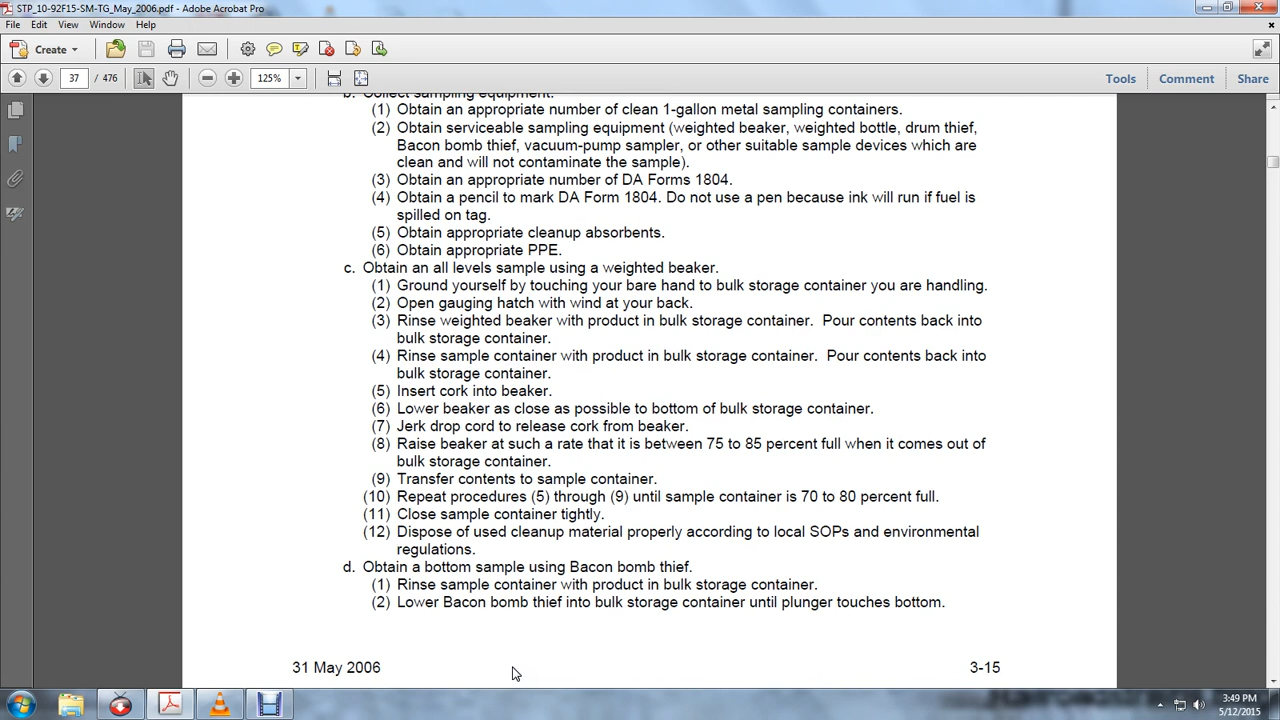 STP_10-92F15-SM-TG_May_2006.pdf - Adobe Acrobat Pro
File Edit View Window Help
Create
37 / 476 125% Tools Comment Share
b. Collect sampling equipment.
(1) Obtain an appropriate number of clean 1-gallon metal sampling containers.
(2) Obtain serviceable sampling equipment (weighted beaker, weighted bottle, drum thief,
Bacon bomb thief, vacuum-pump sampler, or other suitable sample devices which are
clean and will not contaminate the sample).
(3) Obtain an appropriate number of DA Forms 1804.
(4) Obtain a pencil to mark DA Form 1804. Do not use a pen because ink will run if fuel is
spilled on tag.
(5) Obtain appropriate cleanup absorbents.
(6) Obtain appropriate PPE.
c. Obtain an all levels sample using a weighted beaker.
(1) Ground yourself by touching your bare hand to bulk storage container you are handling.
(2) Open gauging hatch with wind at your back.
(3) Rinse weighted beaker with product in bulk storage container. Pour contents back into
bulk storage container.
(4) Rinse sample container with product in bulk storage container. Pour contents back into
bulk storage container.
(5) Insert cork into beaker.
(6) Lower beaker as close as possible to bottom of bulk storage container.
(7) Jerk drop cord to release cork from beaker.
(8) Raise beaker at such a rate that it is between 75 to 85 percent full when it comes out of
bulk storage container.
(9) Transfer contents to sample container.
(10) Repeat procedures (5) through (9) until sample container is 70 to 80 percent full.
(11) Close sample container tightly.
(12) Dispose of used cleanup material properly according to local SOPs and environmental
regulations.
d. Obtain a bottom sample using Bacon bomb thief.
(1) Rinse sample container with product in bulk storage container.
(2) Lower Bacon bomb thief into bulk storage container until plunger touches bottom.
31 May 2006 3-15
3:49 PM
5/12/2015